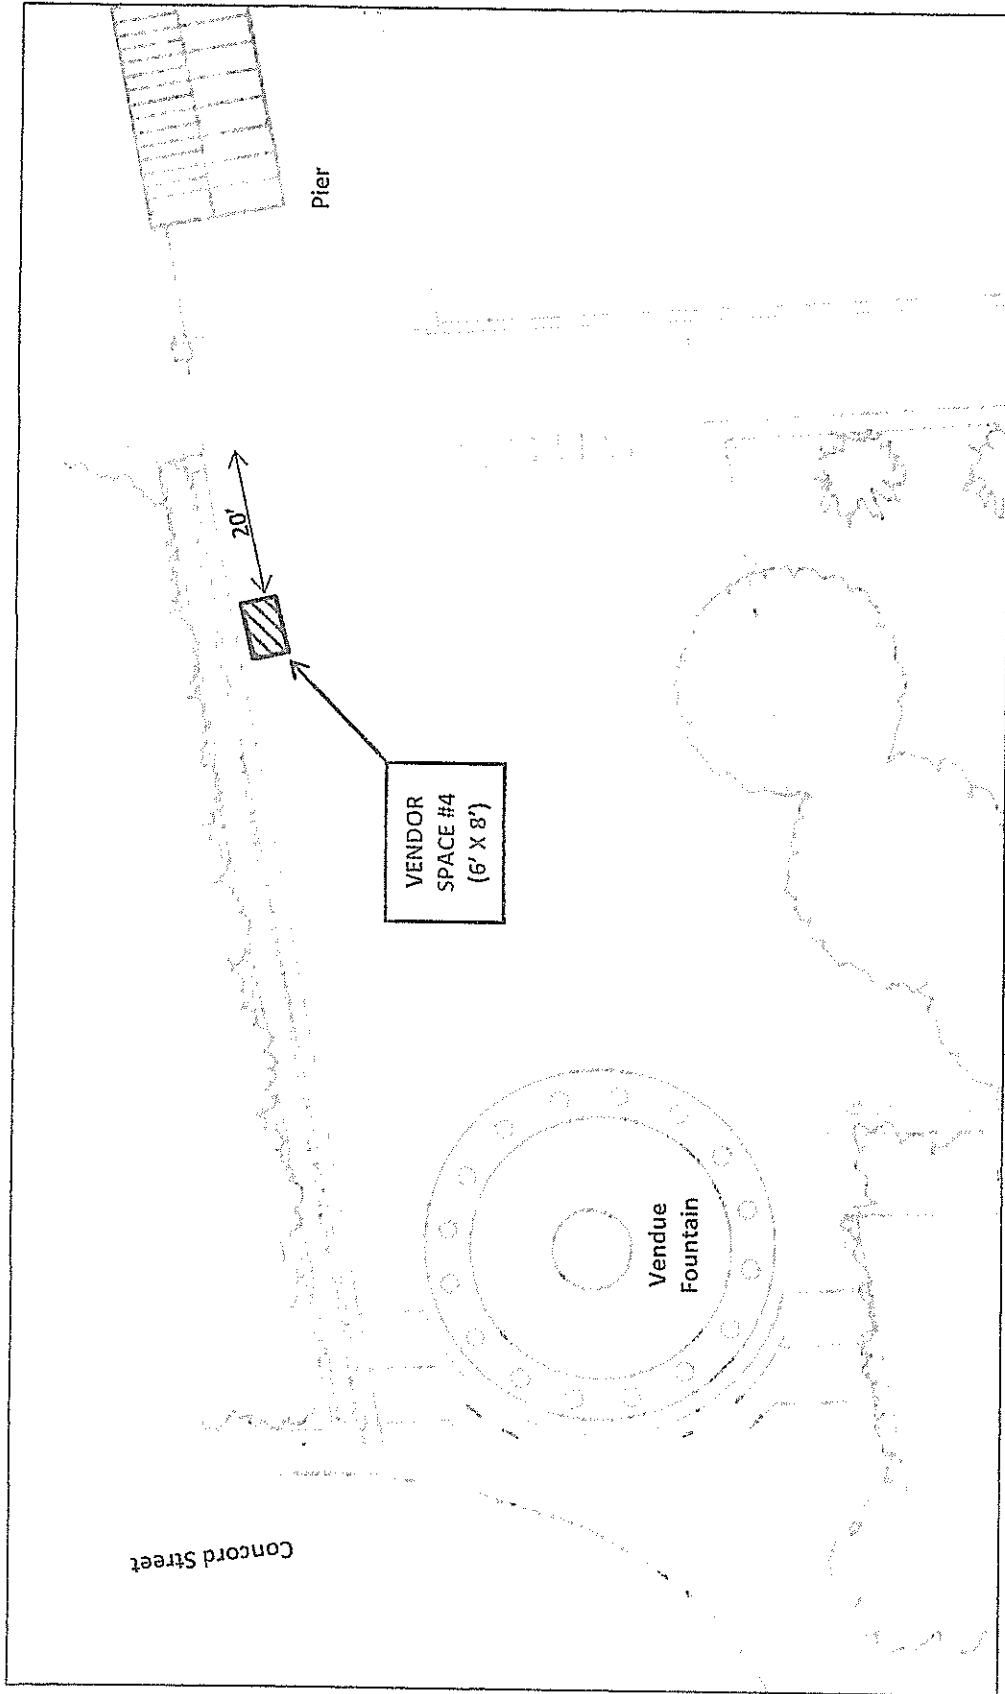 Pier
20'
VENDOR
SPACE #4
(6' X 8')
Vendue
Fountain
Concord Street